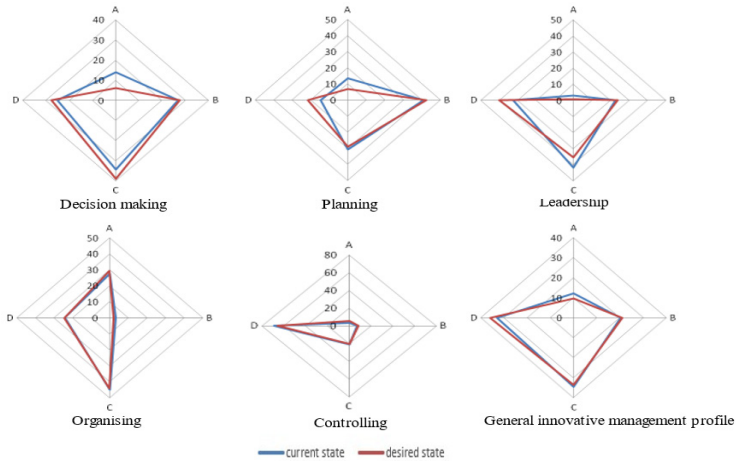 A
40
30
20
10
0
D
B
C
Decision making
A
50
40
30
20
10
0
D
B
C
Planning
A
50
40
30
20
10
0
D
B
C
Leadership
A
50
40
30
20
10
0
D
B
C
Organising
A
80
60
40
20
0
D
B
C
Controlling
A
40
30
20
10
0
D
B
C
General innovative management profile
current state desired state